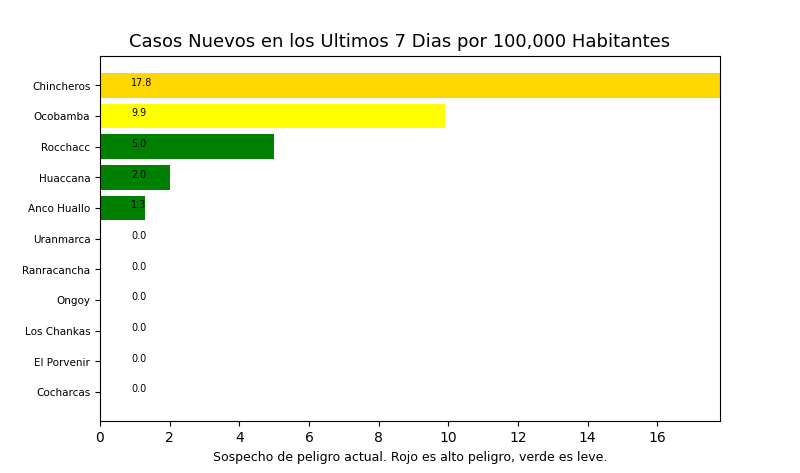 Casos Nuevos en los Ultimos 7 Dias por 100,000 Habitantes
Chincheros 17.8
Ocobamba 9.9
Rocchacc 5.0
Huaccana 2.0
Anco Huallo 1.3
Uranmarca 0.0
Ranracancha 0.0
Ongoy 0.0
Los Chankas 0.0
El Porvenir 0.0
Cocharcas 0.0
0 2 4 6 8 10 12 14 16
Sospecho de peligro actual. Rojo es alto peligro, verde es leve.